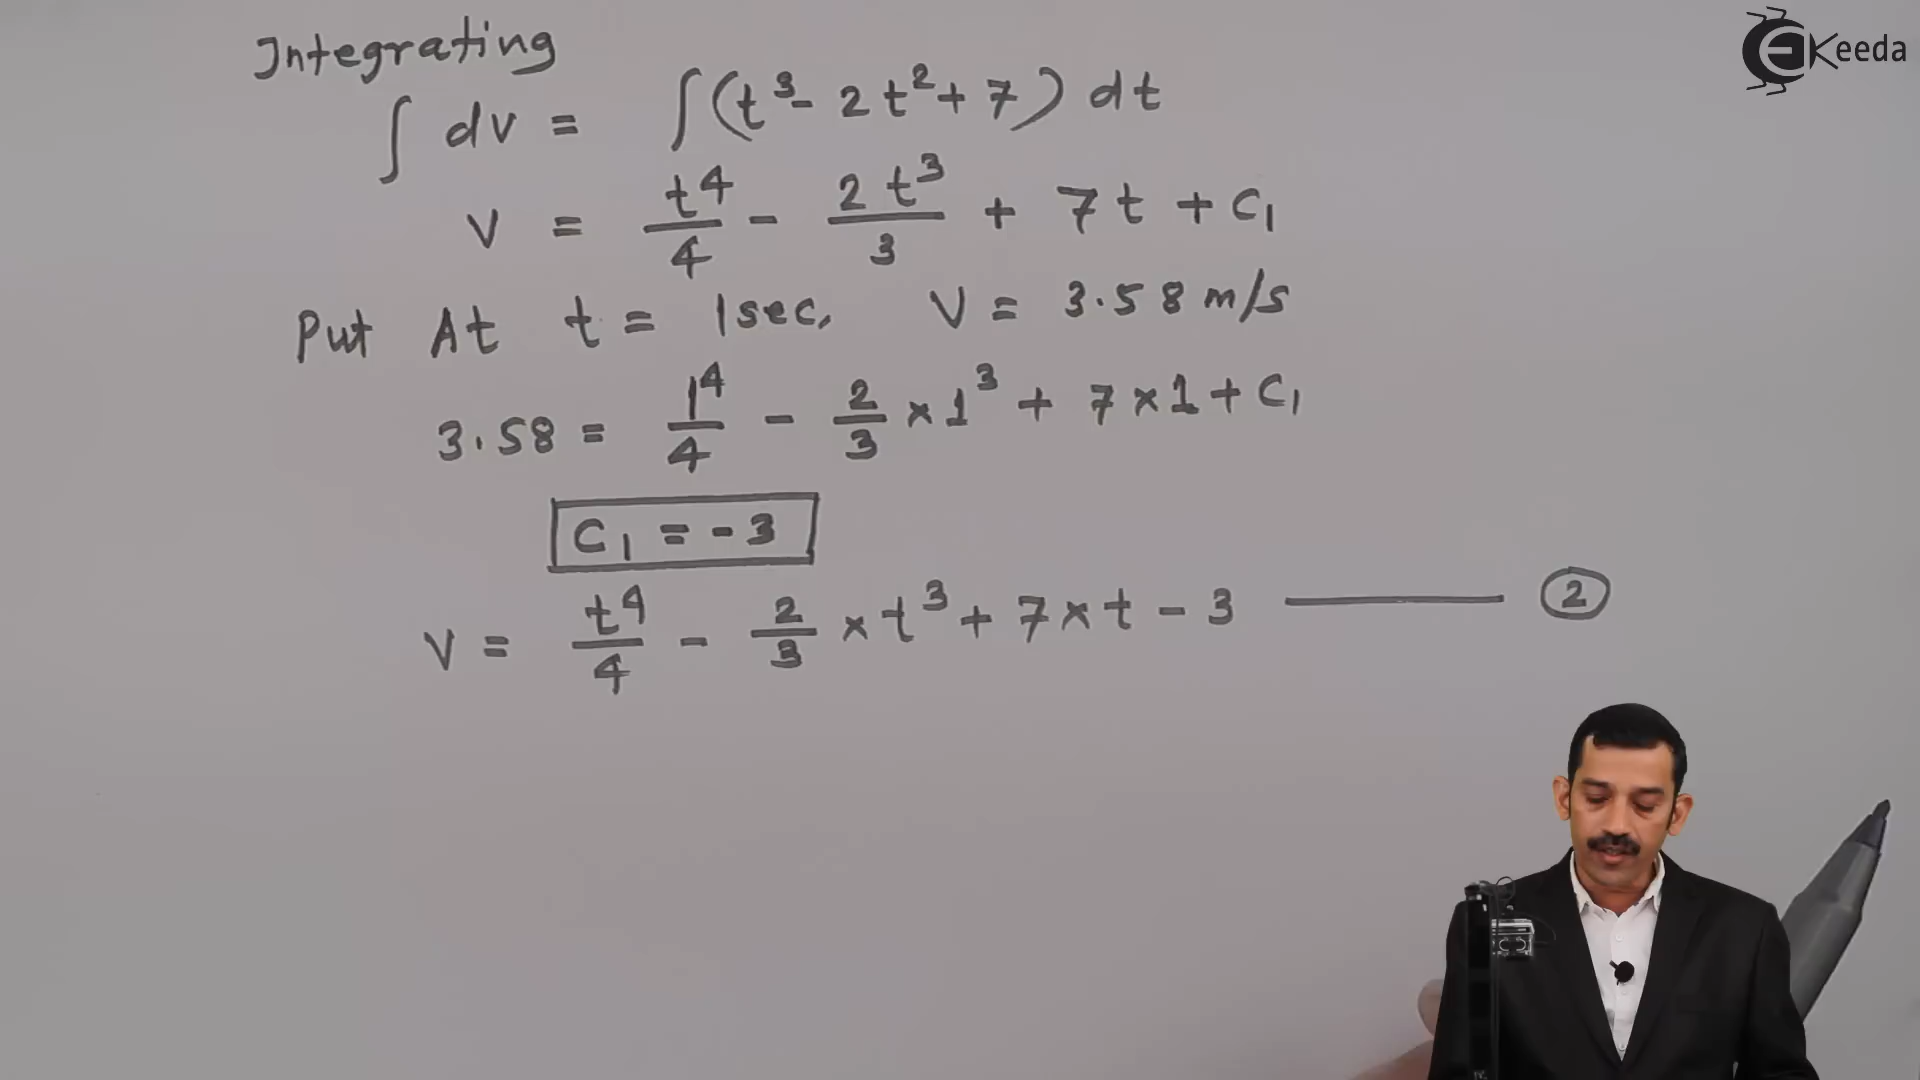 Keeda
Integrating
∫ dv = ∫(t³- 2t²+ 7) dt
V = t⁴/4 - 2t³/3 + 7t + C₁
Put At t = 1sec, V = 3.58 m/s
3.58 = 1⁴/4 - 2/3 × 1³ + 7×1 + C₁
C₁ = -3
V = t⁴/4 - 2/3 × t³ + 7×t - 3 ——— ②